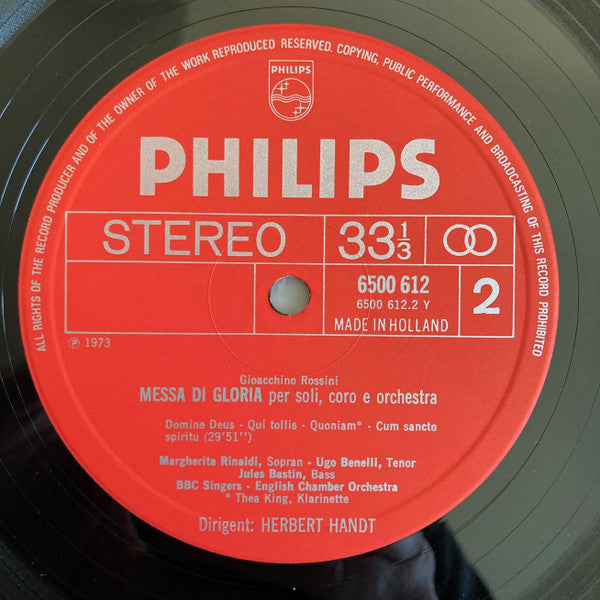 ALL RIGHTS OF THE RECORD PRODUCER AND OF THE OWNER OF THE WORK REPRODUCED RESERVED. COPYING, PUBLIC PERFORMANCE AND BROADCASTING OF THIS RECORD PROHIBITED
PHILIPS
PHILIPS
STEREO
33 1/3
6500 612
6500 612.2 Y
MADE IN HOLLAND
2
℗ 1973
Gioacchino Rossini
MESSA DI GLORIA per soli, coro e orchestra
Domine Deus - Qui tollis - Quoniam* - Cum sancto
spiritu (29'51'')
Margherita Rinaldi, Sopran - Ugo Benelli, Tenor
Jules Bastin, Bass
BBC Singers - English Chamber Orchestra
* Thea King, Klarinette
Dirigent: HERBERT HANDT